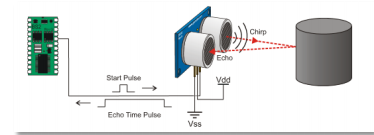 Chirp
Echo
Start Pulse
Vdd
Echo Time Pulse
Vss